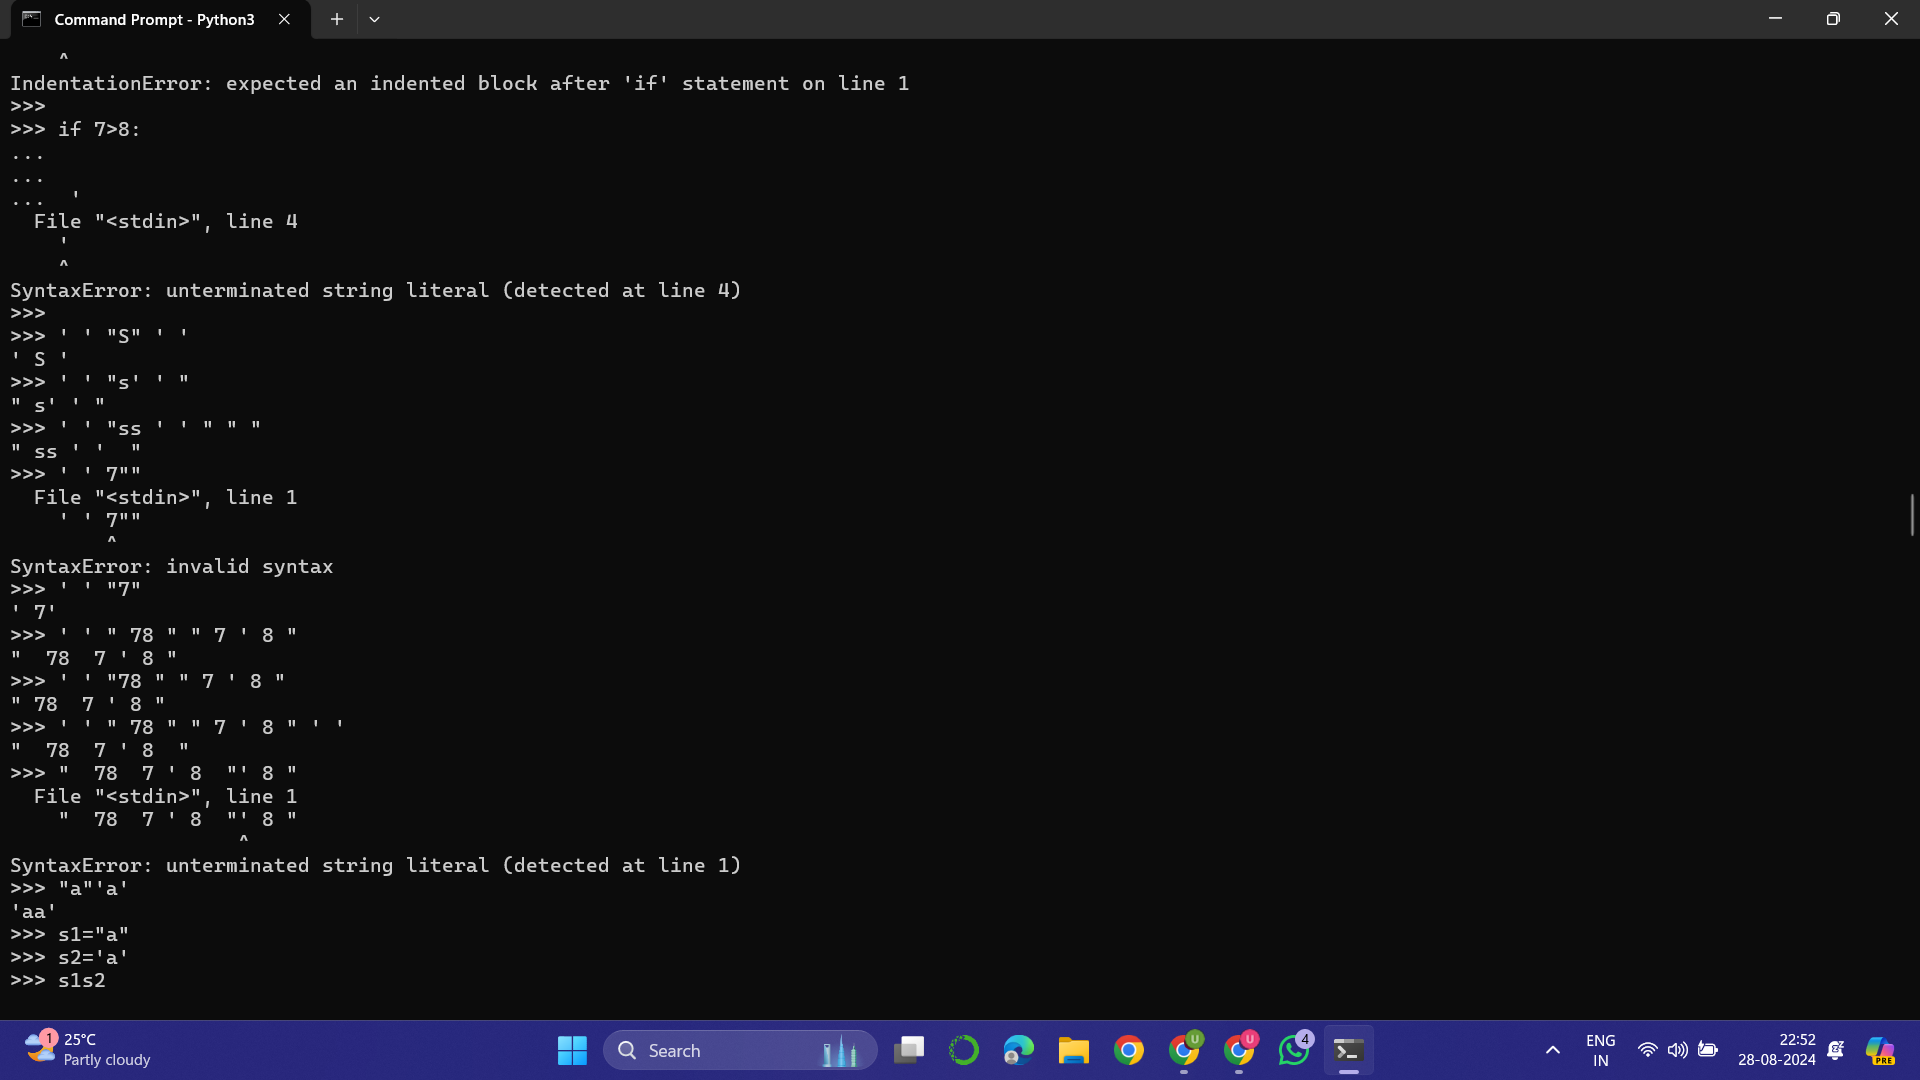 Command Prompt - Python3
    ^
IndentationError: expected an indented block after 'if' statement on line 1
>>>
>>> if 7>8:
...
...
...  '
  File "<stdin>", line 4
    '
    ^
SyntaxError: unterminated string literal (detected at line 4)
>>>
>>> ' ' "S" ' '
' S '
>>> ' ' "s' ' "
" s' ' "
>>> ' ' "ss ' ' " " "
" ss ' '  "
>>> ' ' 7""
  File "<stdin>", line 1
    ' ' 7""
        ^
SyntaxError: invalid syntax
>>> ' ' "7"
' 7'
>>> ' ' " 78 " " 7 ' 8 "
"  78  7 ' 8 "
>>> ' ' "78 " " 7 ' 8 "
" 78  7 ' 8 "
>>> ' ' " 78 " " 7 ' 8 " ' '
"  78  7 ' 8  "
>>> "  78  7 ' 8  "' 8 "
  File "<stdin>", line 1
    "  78  7 ' 8  "' 8 "
                   ^
SyntaxError: unterminated string literal (detected at line 1)
>>> "a"'a'
'aa'
>>> s1="a"
>>> s2='a'
>>> s1s2
1
25°C
Partly cloudy
Search
U
U
4
ENG
IN
22:52
28-08-2024
PRE